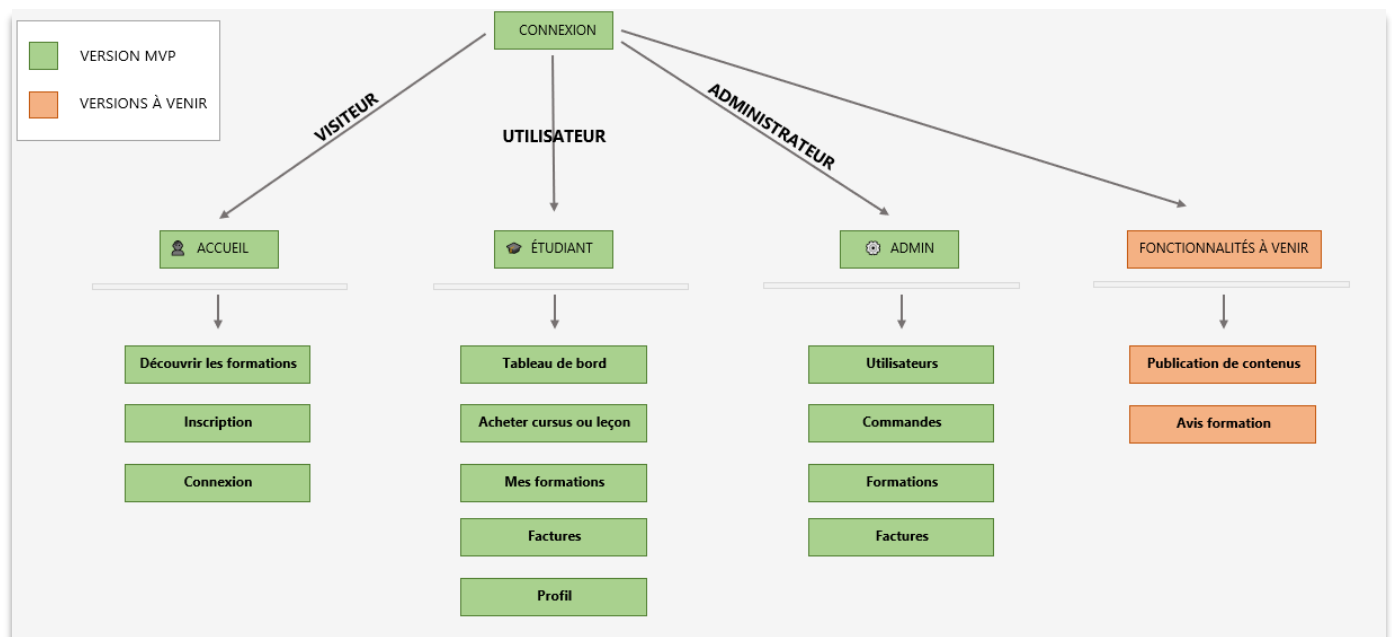 CONNEXION
VERSION MVP
VERSIONS À VENIR
VISITEUR
UTILISATEUR
ADMINISTRATEUR
ACCUEIL
ÉTUDIANT
ADMIN
FONCTIONNALITÉS À VENIR
Découvrir les formations
Tableau de bord
Utilisateurs
Publication de contenus
Inscription
Acheter cursus ou leçon
Commandes
Avis formation
Connexion
Mes formations
Formations
Factures
Factures
Profil